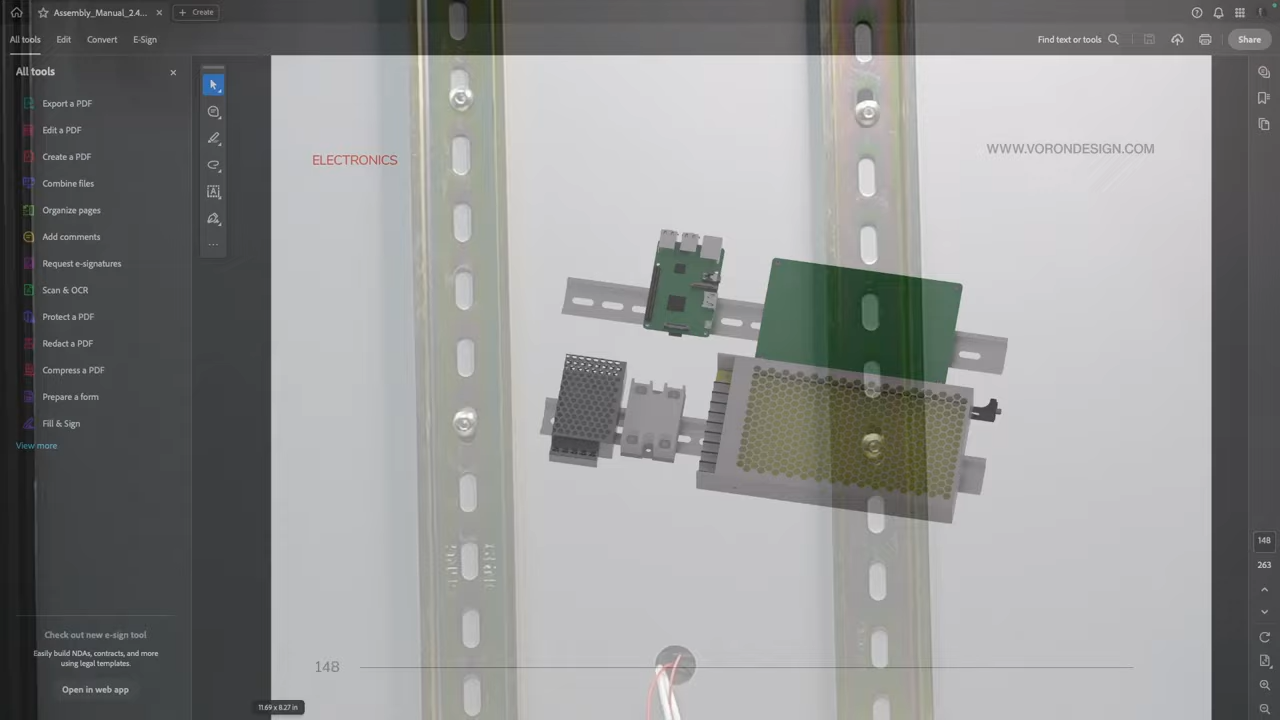 Assembly_Manual_2.4...
Create
All tools
Edit
Convert
E-Sign
Find text or tools
Share
All tools
Export a PDF
Edit a PDF
Create a PDF
Combine files
Organize pages
Add comments
Request e-signatures
Scan & OCR
Protect a PDF
Redact a PDF
Compress a PDF
Prepare a form
Fill & Sign
View more
ELECTRONICS
WWW.VORONDESIGN.COM
148
263
Check out new e-sign tool
Easily build NDAs, contracts, and more
using legal templates.
Open in web app
148
11.69 x 8.27 in